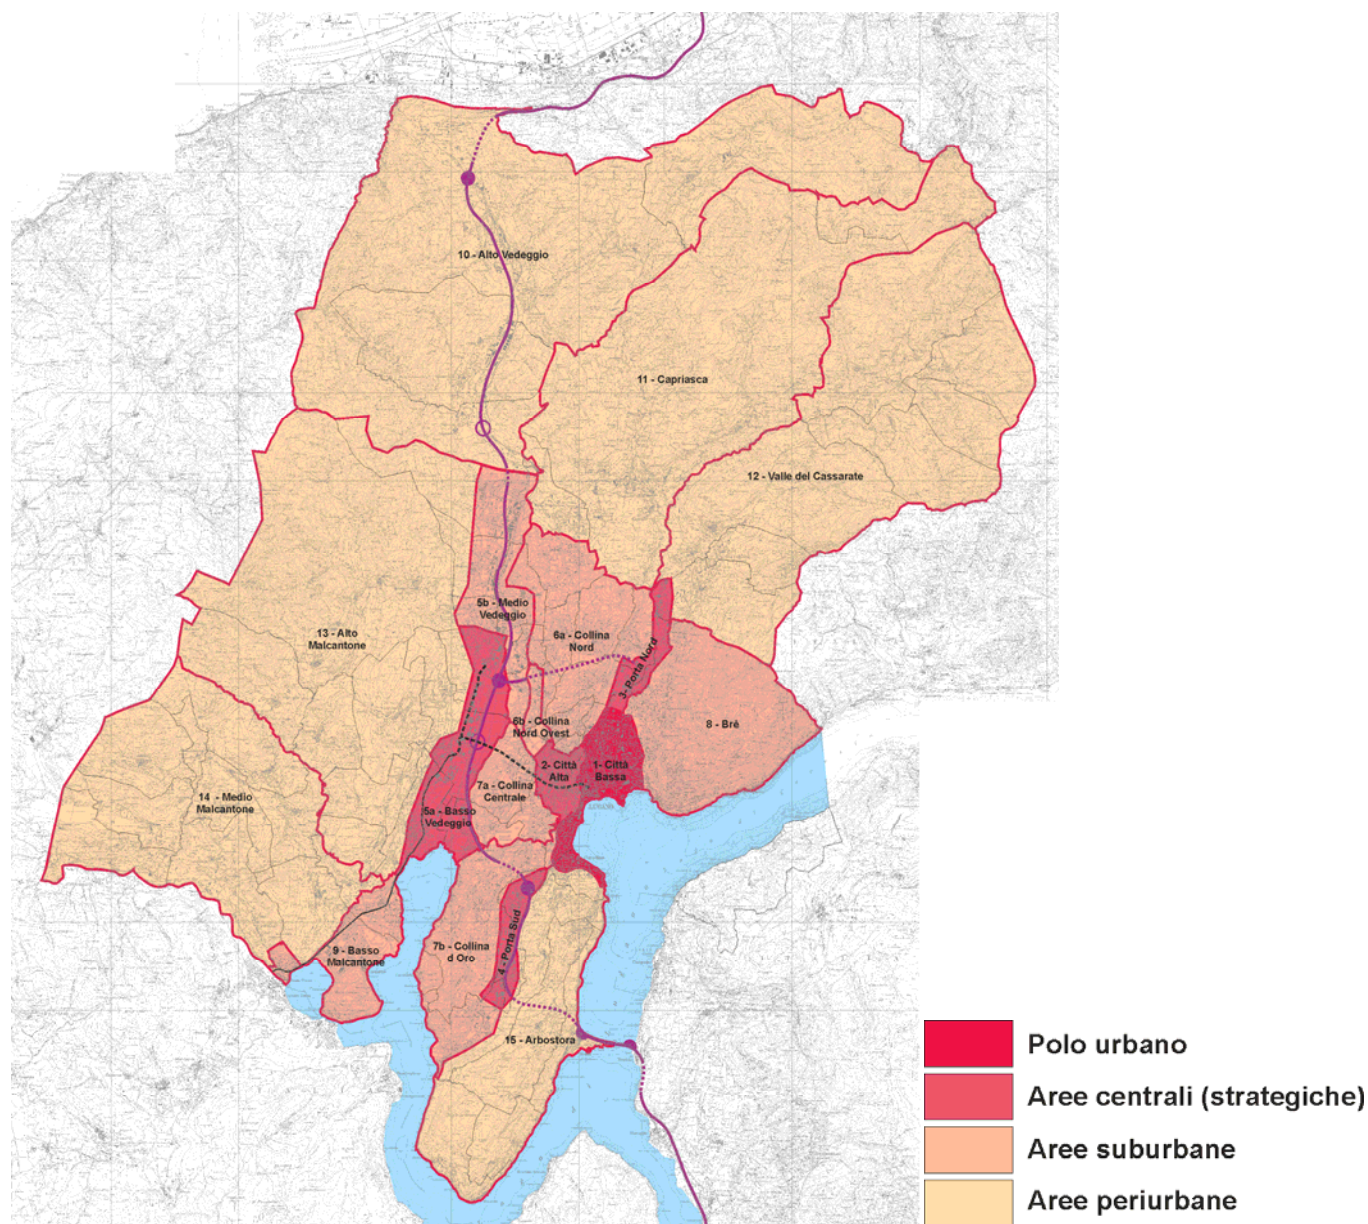 10 - Alto Vedeggio
11 - Capriasca
12 - Valle del Cassarate
5b - Medio
Vedeggio
13 - Alto
Malcantone
6a - Collina
Nord
3- Porta Nord
6b - Collina
Nord Ovest
8 - Brè
2- Città
Alta
1- Città
Bassa
7a - Collina
Centrale
14 - Medio
Malcantone
5a - Basso
Vedeggio
9 - Basso
Malcantone
7b - Collina
d Oro
4 - Porta Sud
15 - Arbostora
Polo urbano
Aree centrali (strategiche)
Aree suburbane
Aree periurbane